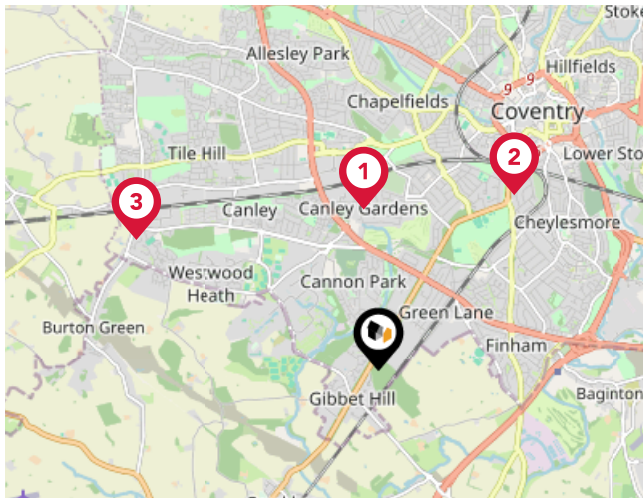 Stoke
Allesley Park
Hillfields
9
9
Chapelfields
Coventry
Tile Hill
1
2
Lower Sto
3
Canley
Canley Gardens
Cheylesmore
Westwood
Heath
Cannon Park
Burton Green
Green Lane
Finham
Gibbet Hill
Baginton